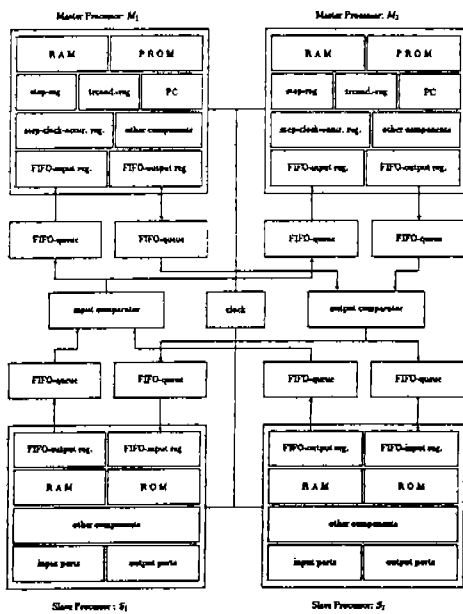 Master Processor: M₁
Master Processor: M₂
RAM
PROM
RAM
PROM
PC
PC
other components
other components
FIFO-input reg.
FIFO-output reg
FIFO-input reg.
FIFO-output reg
FIFO-queue
FIFO-queue
FIFO-queue
FIFO-queue
input comparator
clock
output comparator
FIFO-queue
FIFO-queue
FIFO-queue
FIFO-queue
FIFO-output reg.
FIFO-input reg
FIFO-output reg.
FIFO-input reg.
RAM
ROM
RAM
ROM
other components
other components
input ports
output ports
input ports
output ports
Slave Processor : S₁
Slave Processor: S₂